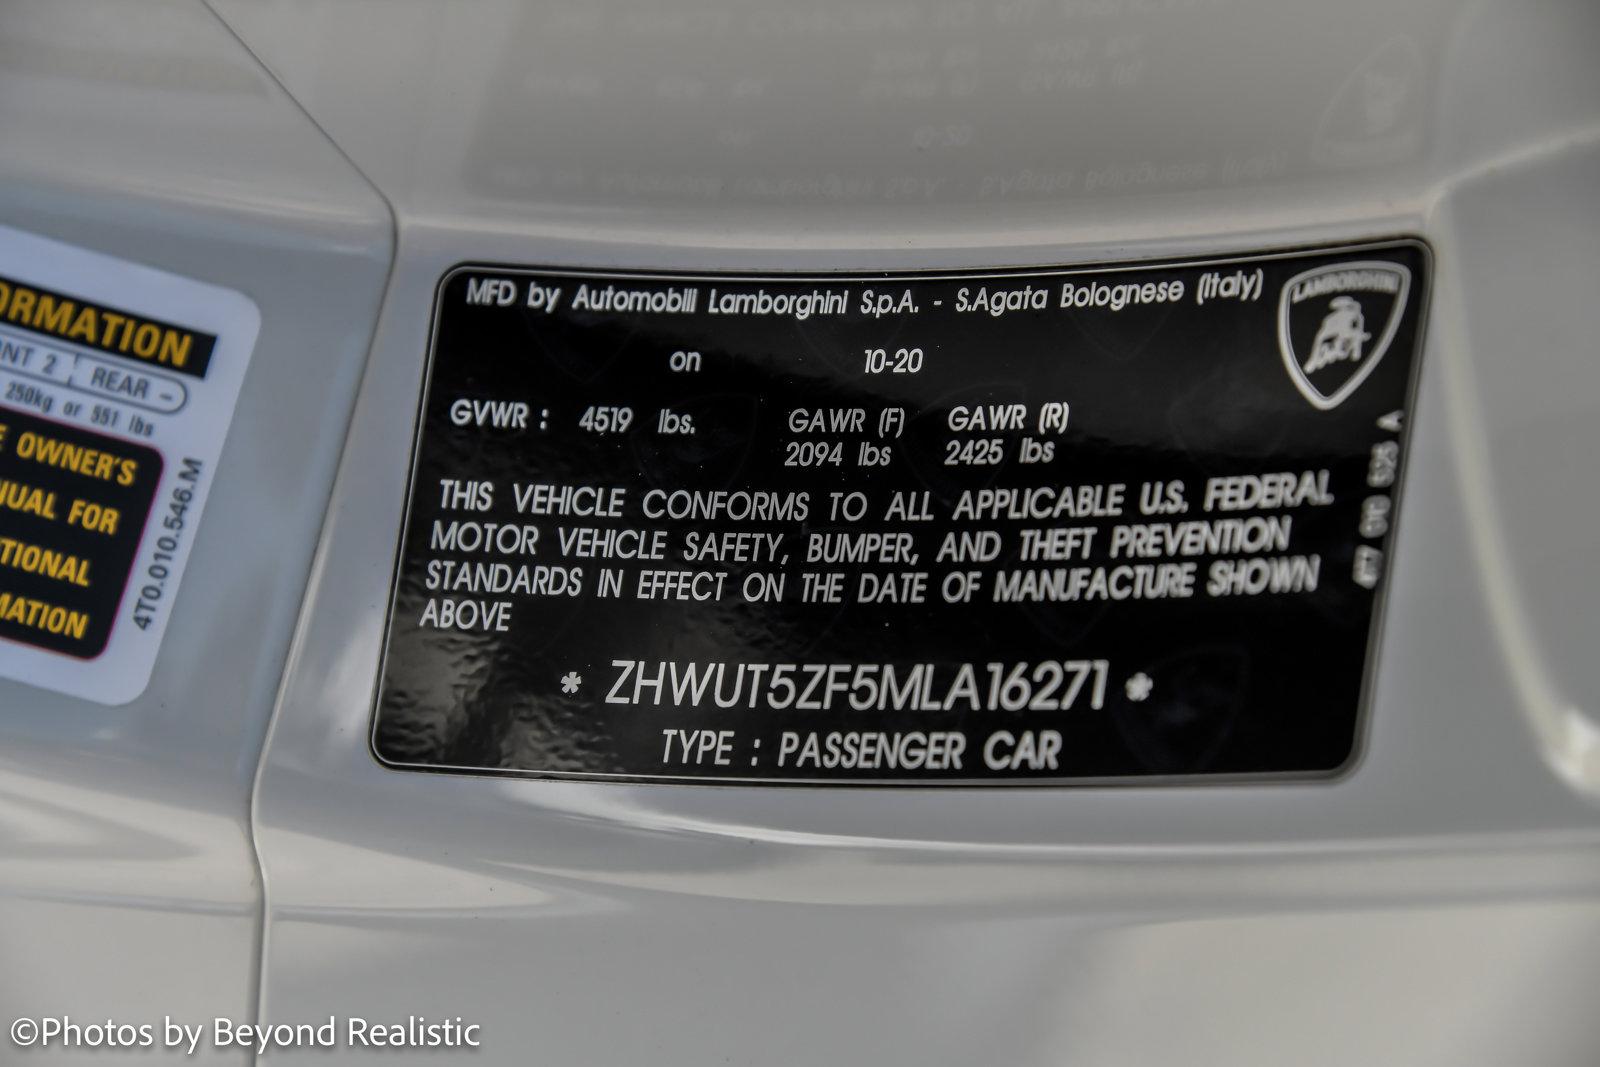 ORMATION
NT 2 REAR -
250kg or 551 lbs
E OWNER'S
NUAL FOR
TIONAL
MATION
4T0.010.546.M
MFD by Automobili Lamborghini S.p.A. - S.Agata Bolognese (Italy)
LAMBORGHINI
on 10-20
GVWR : 4519 lbs. GAWR (F) GAWR (R)
2094 lbs 2425 lbs
THIS VEHICLE CONFORMS TO ALL APPLICABLE U.S. FEDERAL
MOTOR VEHICLE SAFETY, BUMPER, AND THEFT PREVENTION
STANDARDS IN EFFECT ON THE DATE OF MANUFACTURE SHOWN
ABOVE
* ZHWUT5ZF5MLA16271 *
TYPE : PASSENGER CAR
©Photos by Beyond Realistic